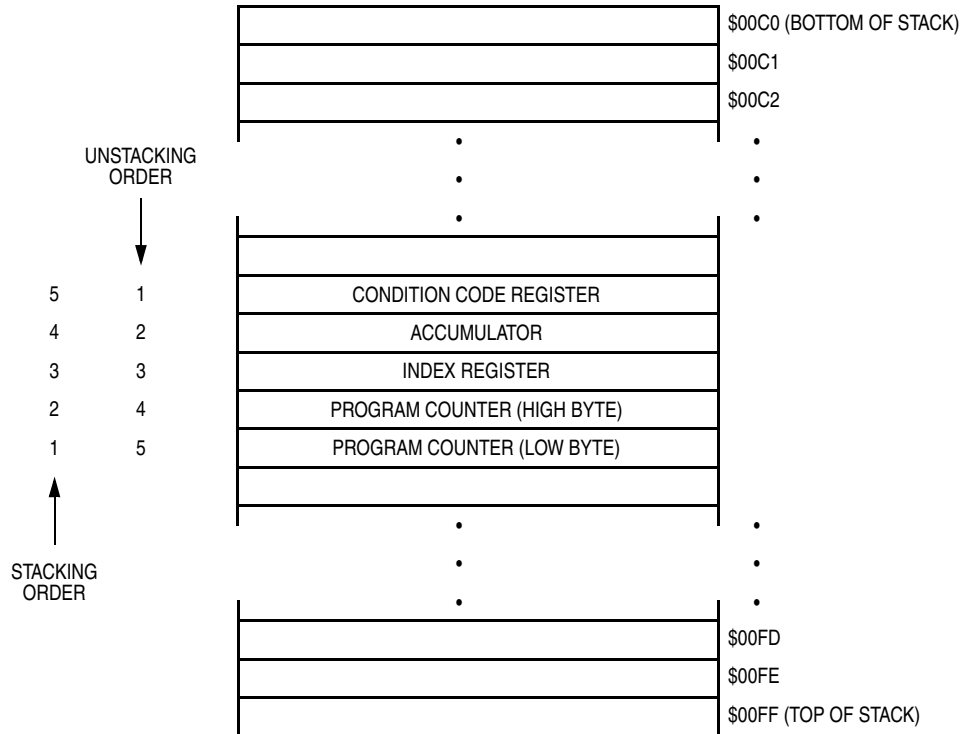 $00C0 (BOTTOM OF STACK)
$00C1
$00C2
UNSTACKING
ORDER
5 1 CONDITION CODE REGISTER
4 2 ACCUMULATOR
3 3 INDEX REGISTER
2 4 PROGRAM COUNTER (HIGH BYTE)
1 5 PROGRAM COUNTER (LOW BYTE)
STACKING
ORDER
$00FD
$00FE
$00FF (TOP OF STACK)